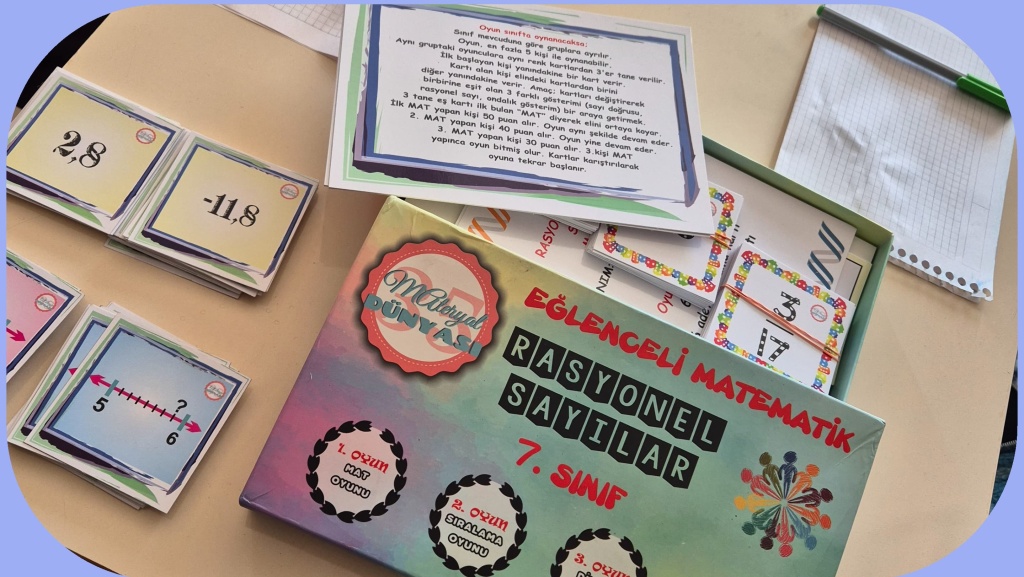 Oyun sınıfta oynanacaksa;
Sınıf mevcuduna göre gruplara ayrılır.
Oyun, en fazla 5 kişi ile oynanabilir.
Aynı gruptaki oyunculara aynı renk kartlardan 3'er tane verilir.
İlk başlayan kişi yanındakine bir kart verir.
Kartı alan kişi elindeki kartlardan birini
diğer yanındakine verir. Amaç; kartları değiştirerek
birbirine eşit olan 3 farklı gösterimi (sayı doğrusu,
rasyonel sayı, ondalık gösterim) bir araya getirmek.
3 tane eş kartı ilk bulan "MAT" diyerek elini ortaya koyar.
İlk MAT yapan kişi 50 puan alır. Oyun aynı şekilde devam eder.
2. MAT yapan kişi 40 puan alır. Oyun yine devam eder.
3. MAT yapan kişi 30 puan alır. 3.kişi MAT
yapınca oyun bitmiş olur. Kartlar karıştırılarak
oyuna tekrar başlanır.
2,8
-11,8
5
?
6
3
17
Materyal
DÜNYASI
EĞLENCELİ MATEMATİK
RASYONEL
SAYILAR
7. SINIF
1. OYUN
MAT
OYUNU
2. OYUN
SIRALAMA
OYUNU
3. OYUN